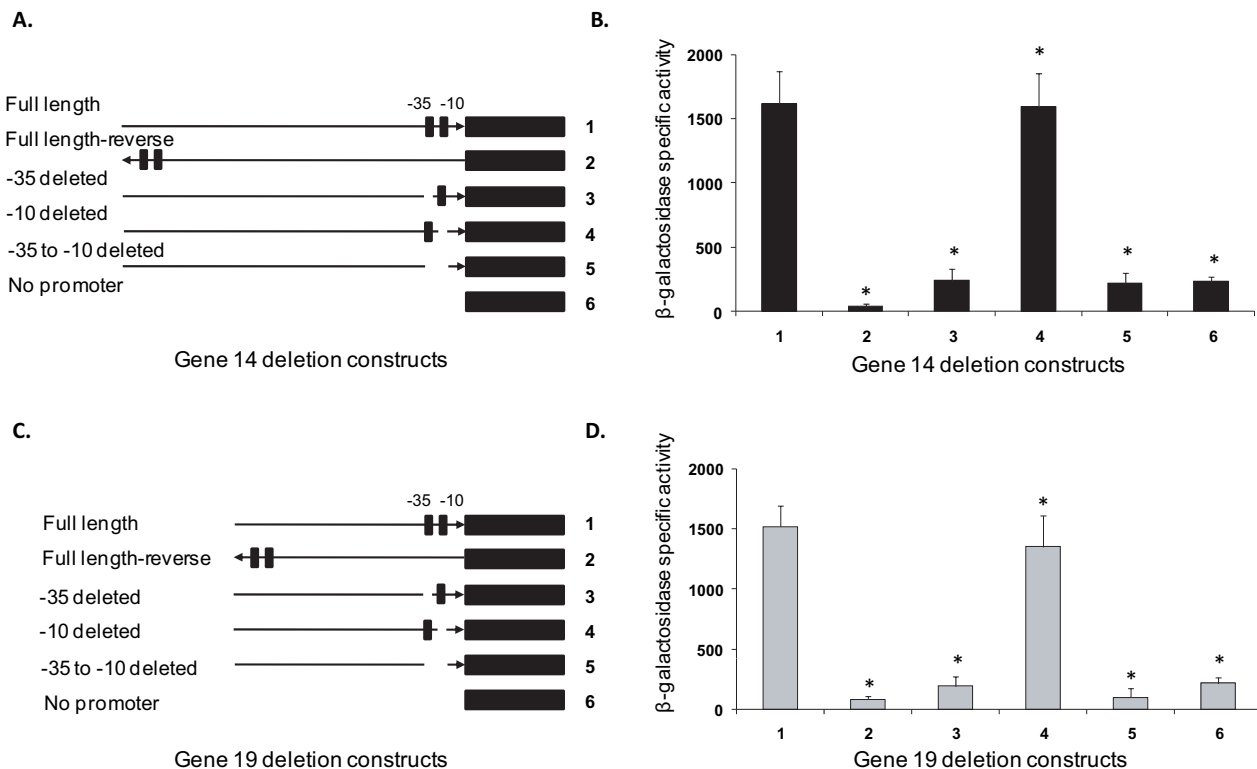 A.
Full length
-35 -10
1
Full length-reverse
2
-35 deleted
3
-10 deleted
4
-35 to -10 deleted
5
No promoter
6
Gene 14 deletion constructs
B.
β-galactosidase specific activity
2000
1500
1000
500
0
* * * * *
1 2 3 4 5 6
Gene 14 deletion constructs
C.
-35 -10
Full length
1
Full length-reverse
2
-35 deleted
3
-10 deleted
4
-35 to -10 deleted
5
No promoter
6
Gene 19 deletion constructs
D.
β-galactosidase specific activity
2000
1500
1000
500
0
* * * * *
1 2 3 4 5 6
Gene 19 deletion constructs